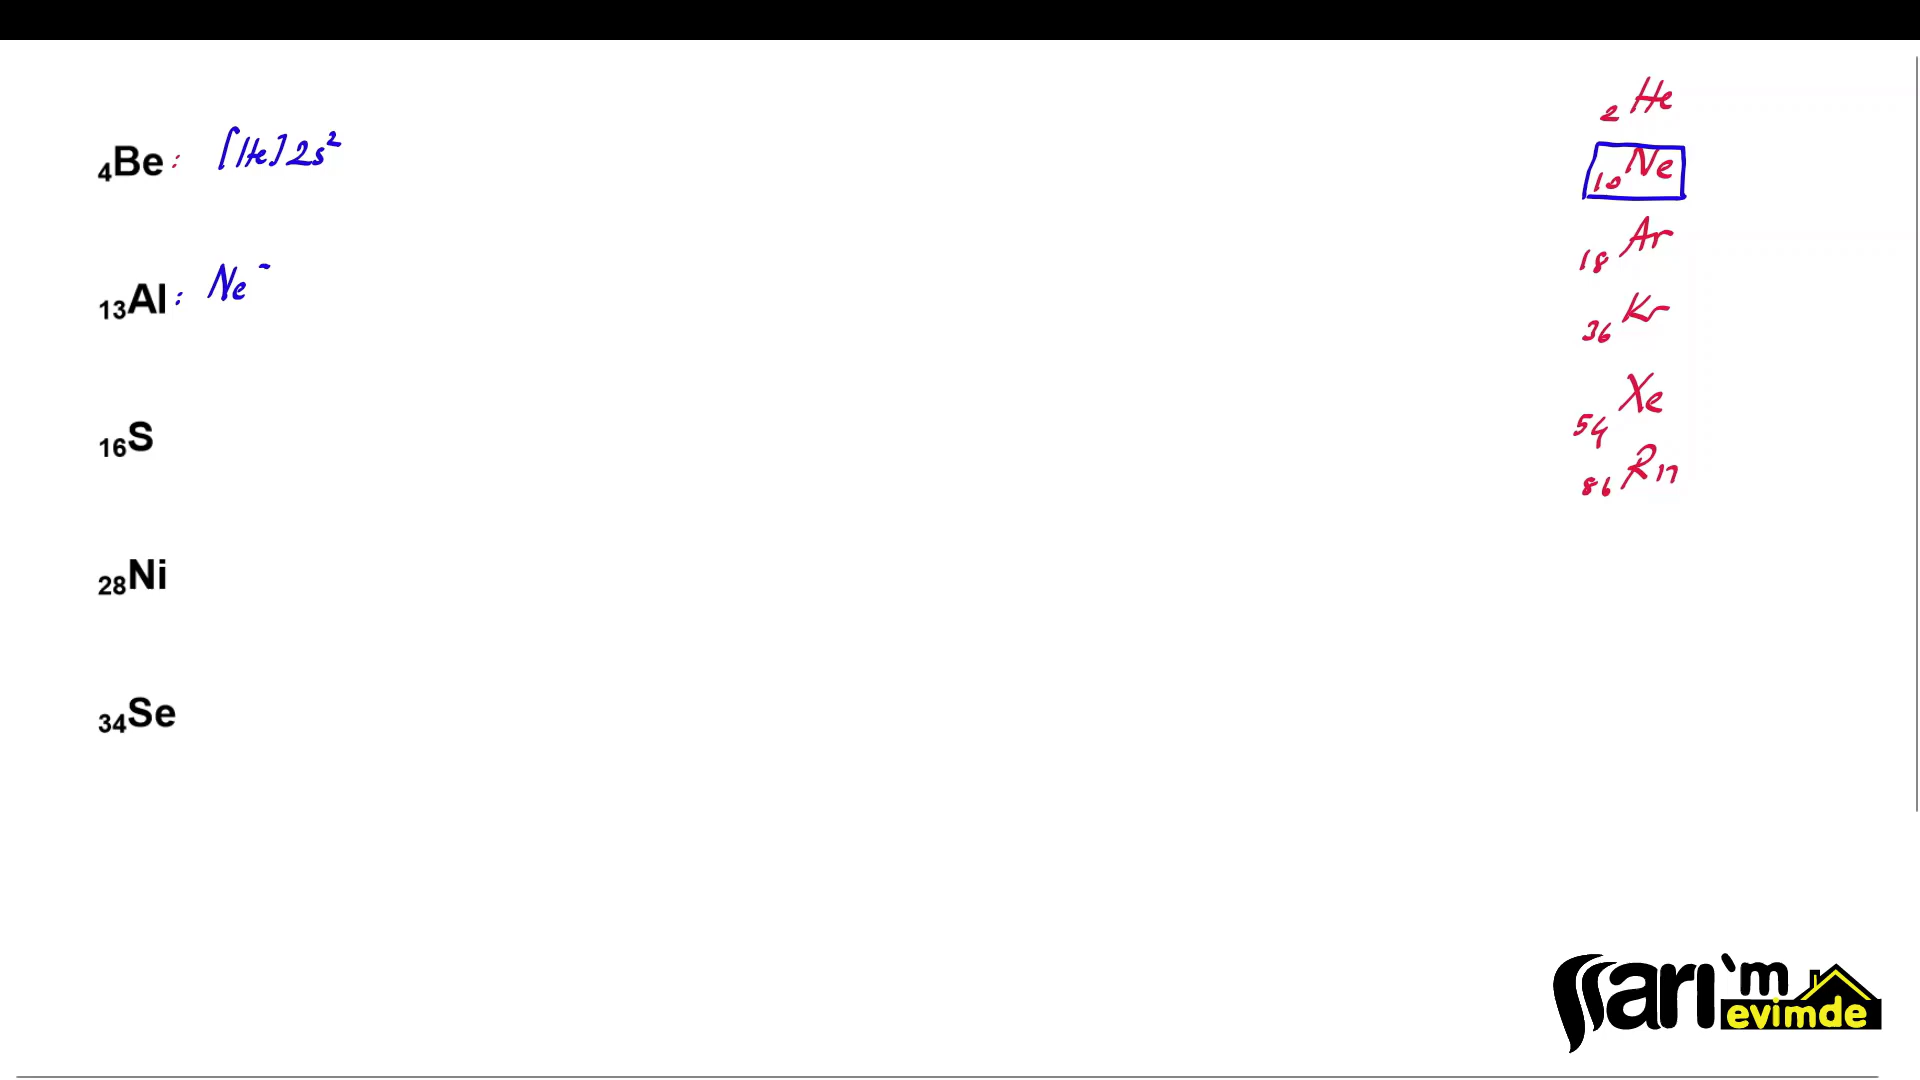 ₄Be : [He] 2s²
₁₃Al : Ne
₁₆S
₂₈Ni
₃₄Se
₂He
₁₀Ne
₁₈Ar
₃₆Kr
₅₄Xe
₈₆Rn
sarı'm
evimde